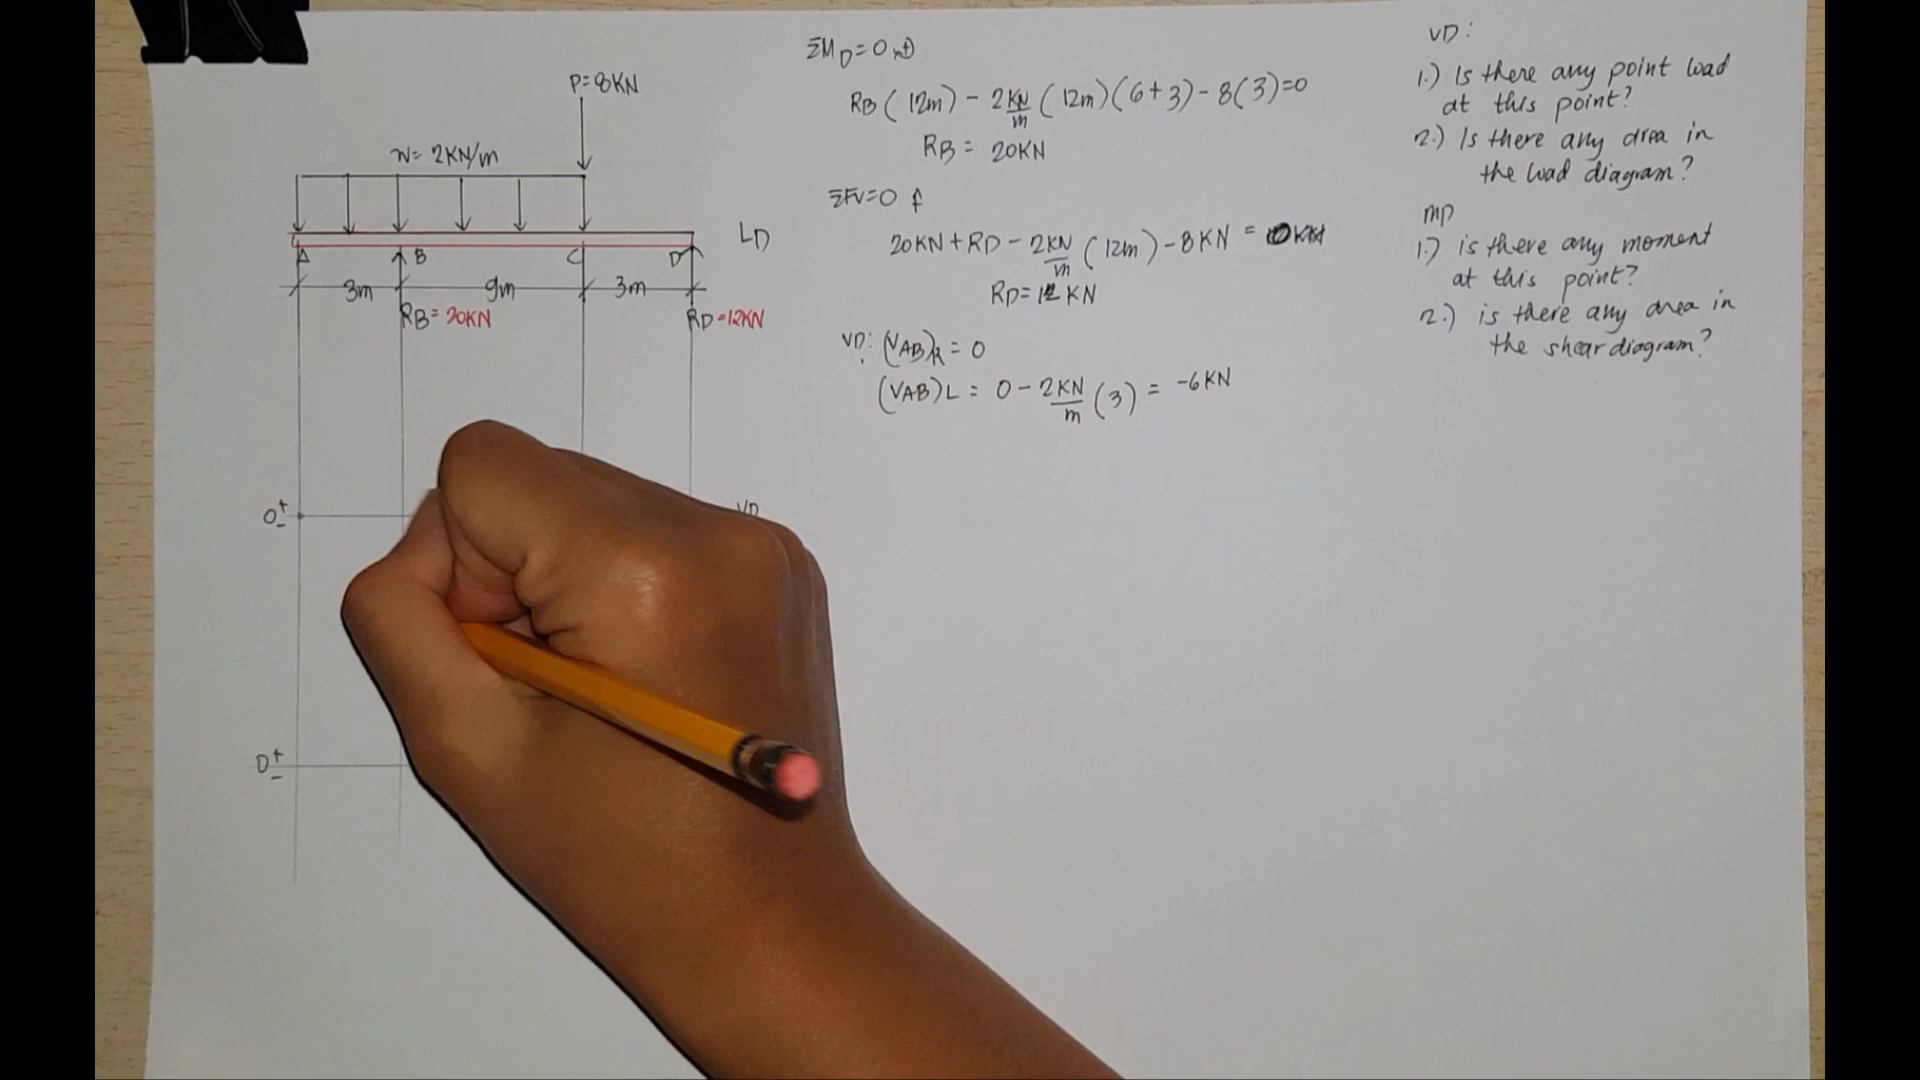 P=8KN
w= 2KN/m
LD
A
B
C
D
3m
9m
3m
RB= 20KN
RD=12KN
0+-
VD
0+-
ΣMD=0
RB(12m) - 2KN/m (12m)(6+3) - 8(3)=0
RB= 20KN
ΣFV=0
20KN+RD - 2KN/m (12m) - 8KN =
RD=12 KN
VD: (VAB)R = 0
(VAB)L = 0 - 2KN/m (3) = -6KN
VD:
1.) Is there any point load
at this point?
2.) Is there any area in
the load diagram?
MD
1.) is there any moment
at this point?
2.) is there any area in
the shear diagram?